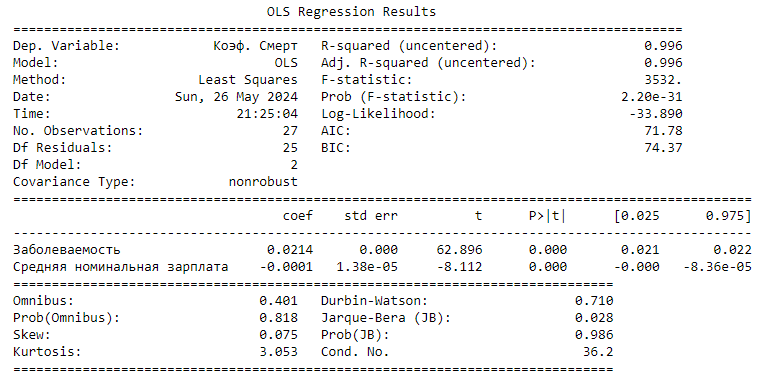 OLS Regression Results
==============================================================================
Dep. Variable: Коэф. Смерт R-squared (uncentered): 0.996
Model: OLS Adj. R-squared (uncentered): 0.996
Method: Least Squares F-statistic: 3532.
Date: Sun, 26 May 2024 Prob (F-statistic): 2.20e-31
Time: 21:25:04 Log-Likelihood: -33.890
No. Observations: 27 AIC: 71.78
Df Residuals: 25 BIC: 74.37
Df Model: 2
Covariance Type: nonrobust
==============================================================================
coef std err t P>|t| [0.025 0.975]
------------------------------------------------------------------------------
Заболеваемость 0.0214 0.000 62.896 0.000 0.021 0.022
Средняя номинальная зарплата -0.0001 1.38e-05 -8.112 0.000 -0.000 -8.36e-05
==============================================================================
Omnibus: 0.401 Durbin-Watson: 0.710
Prob(Omnibus): 0.818 Jarque-Bera (JB): 0.028
Skew: 0.075 Prob(JB): 0.986
Kurtosis: 3.053 Cond. No. 36.2
==============================================================================